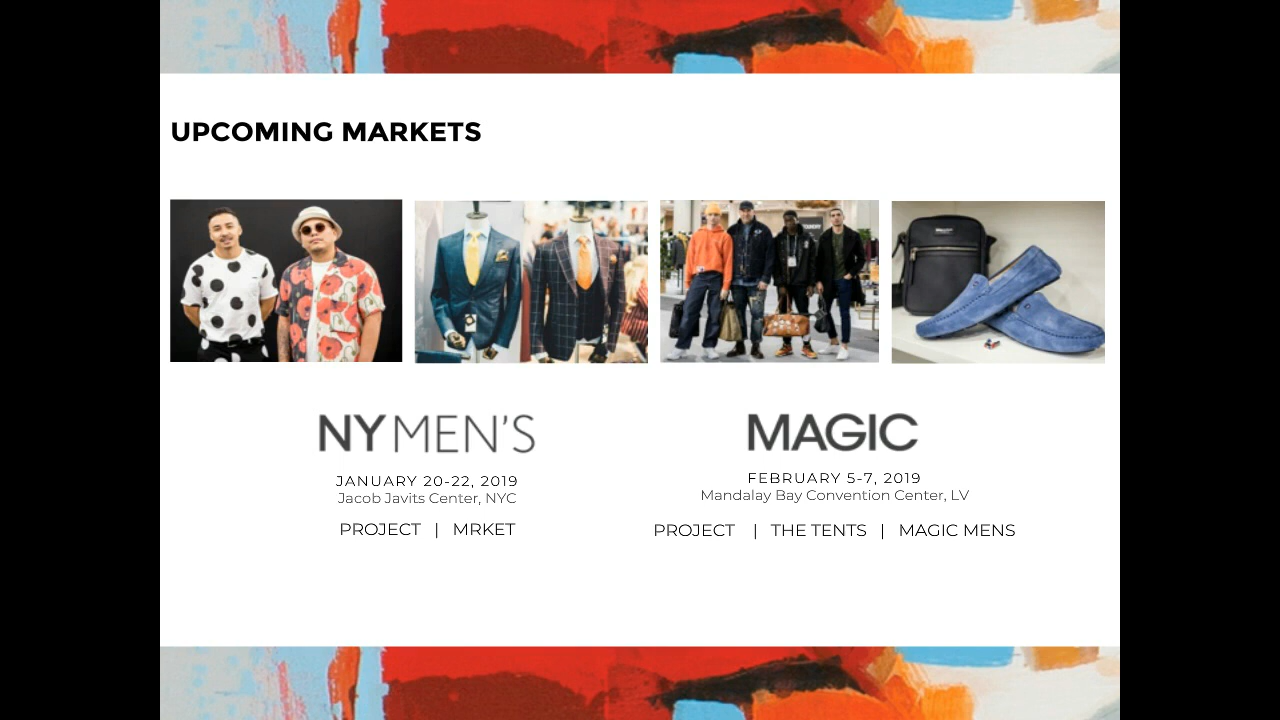 UPCOMING MARKETS
NY MEN'S
JANUARY 20-22, 2019
Jacob Javits Center, NYC
PROJECT | MRKET
MAGIC
FEBRUARY 5-7, 2019
Mandalay Bay Convention Center, LV
PROJECT | THE TENTS | MAGIC MENS